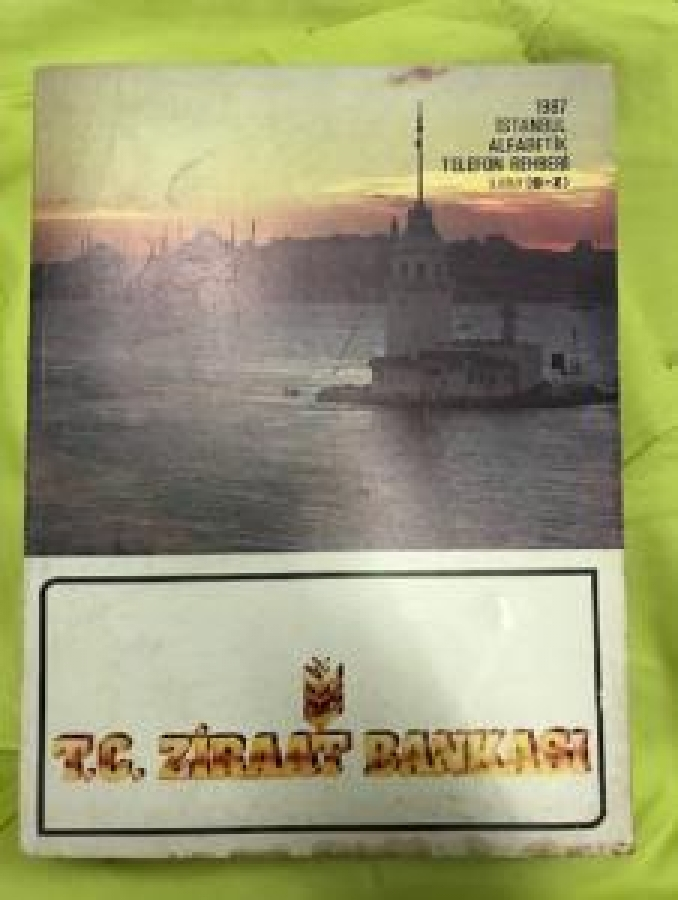 1987
İSTANBUL
ALFABETİK
TELEFON REHBERİ
T.C. ZİRAAT BANKASI